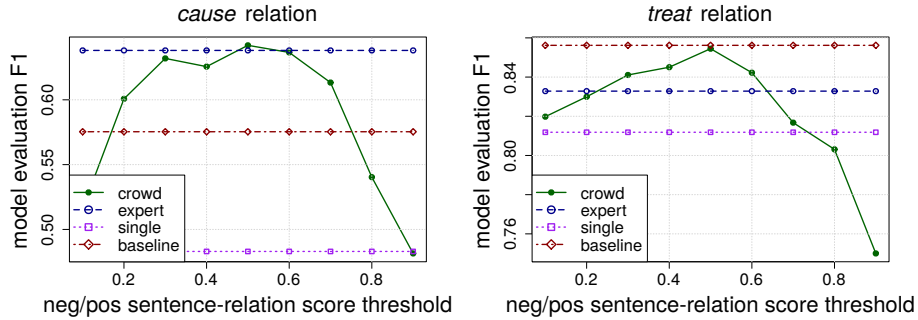 cause relation
model evaluation F1
0.60
0.55
0.50
crowd
expert
single
baseline
0.2 0.4 0.6 0.8
neg/pos sentence-relation score threshold
treat relation
model evaluation F1
0.84
0.80
0.76
crowd
expert
single
baseline
0.2 0.4 0.6 0.8
neg/pos sentence-relation score threshold